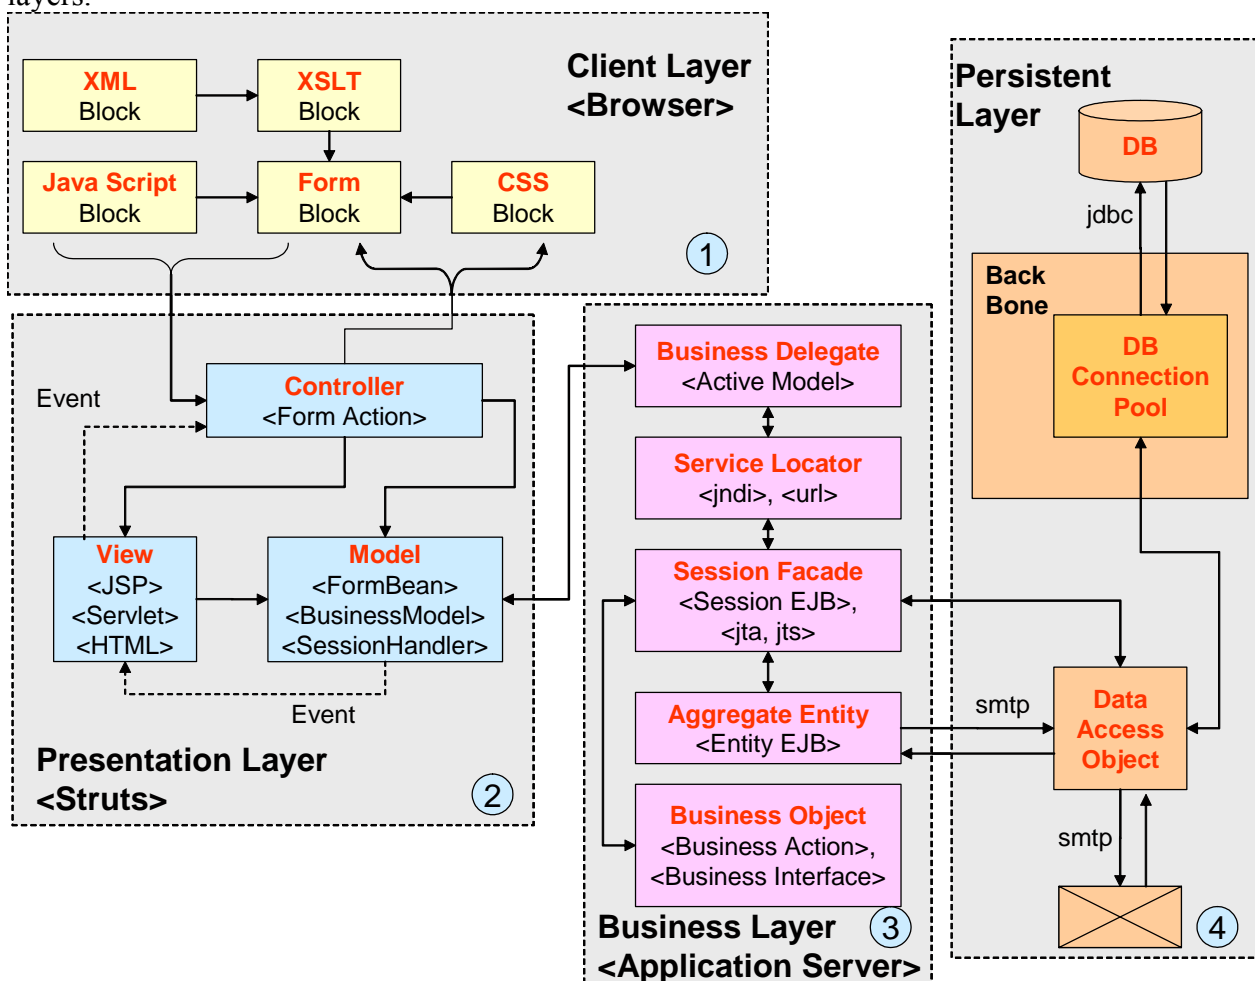 layers.
Client Layer
<Browser>
XML
Block
XSLT
Block
Java Script
Block
Form
Block
CSS
Block
1
Presentation Layer
<Struts>
Controller
<Form Action>
Event
View
<JSP>
<Servlet>
<HTML>
Model
<FormBean>
<BusinessModel>
<SessionHandler>
Event
2
Business Delegate
<Active Model>
Service Locator
<jndi>, <url>
Session Facade
<Session EJB>,
<jta, jts>
Aggregate Entity
<Entity EJB>
Business Object
<Business Action>,
<Business Interface>
Business Layer
<Application Server>
3
Persistent
Layer
DB
jdbc
Back
Bone
DB
Connection
Pool
smtp
Data
Access
Object
smtp
4